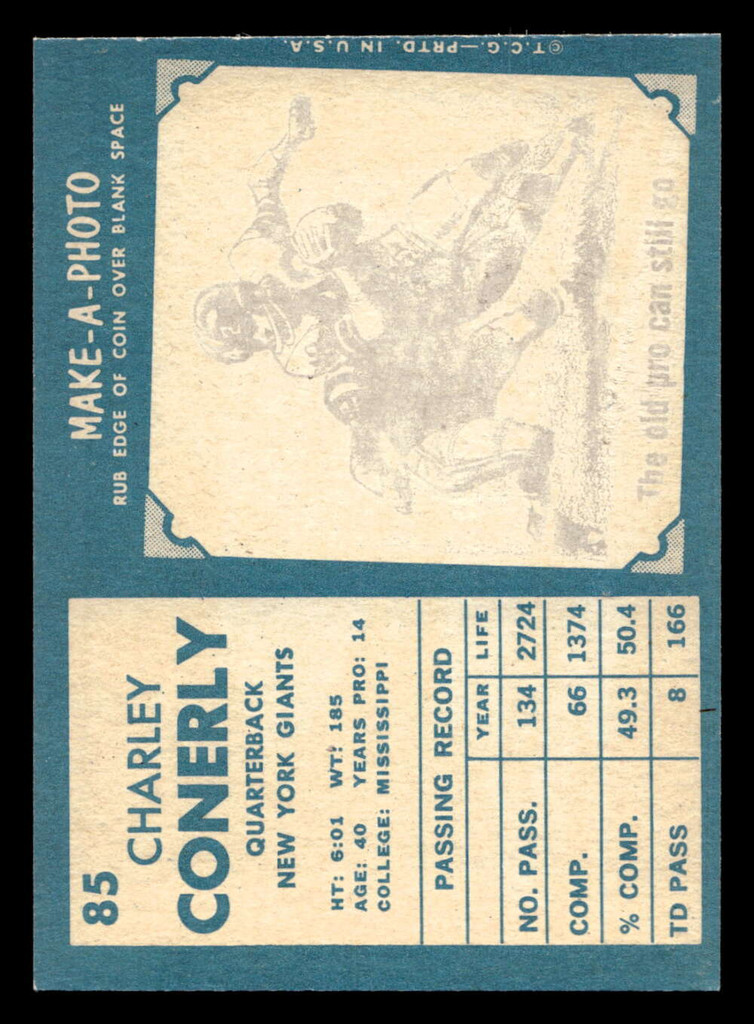 85
CHARLEY
CONERLY
QUARTERBACK
NEW YORK GIANTS
HT: 6:01 WT: 185
AGE: 40 YEARS PRO: 14
COLLEGE: MISSISSIPPI
PASSING RECORD
YEAR LIFE
NO. PASS. 134 2724
COMP. 66 1374
% COMP. 49.3 50.4
TD PASS 8 166
MAKE-A-PHOTO
RUB EDGE OF COIN OVER BLANK SPACE
The old pro can still go
©T.C.G.—PRTD. IN U.S.A.